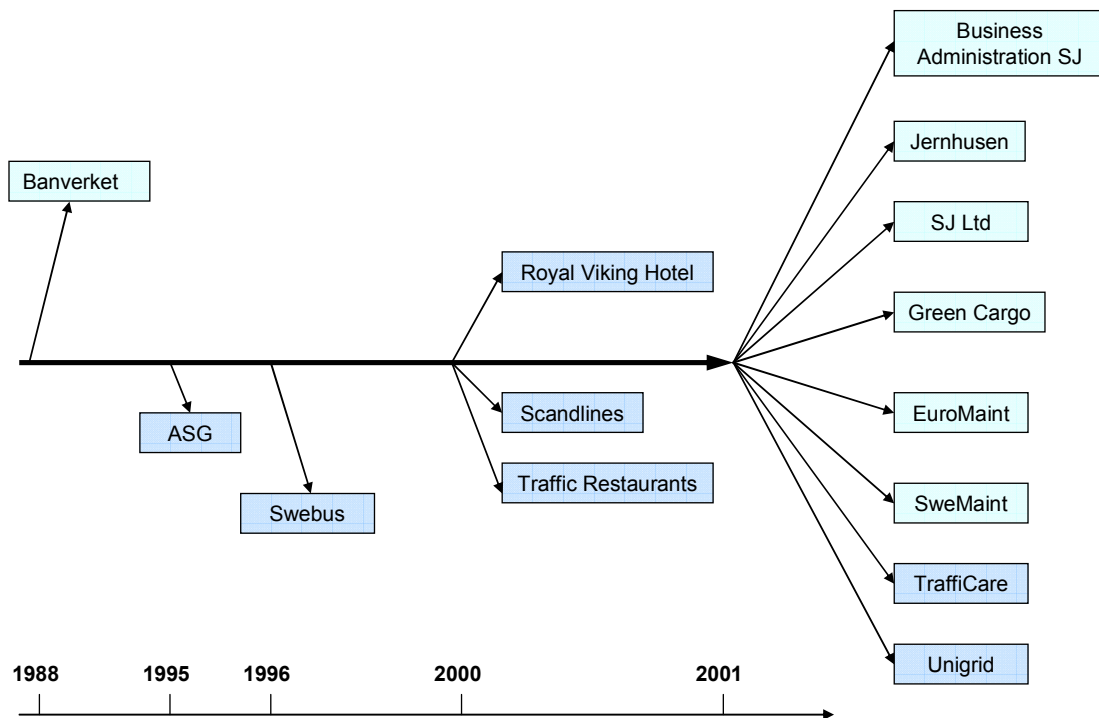 Business
Administration SJ
Jernhusen
Banverket
SJ Ltd
Royal Viking Hotel
Green Cargo
Scandlines
EuroMaint
ASG
Traffic Restaurants
SweMaint
Swebus
TraffiCare
Unigrid
1988
1995
1996
2000
2001